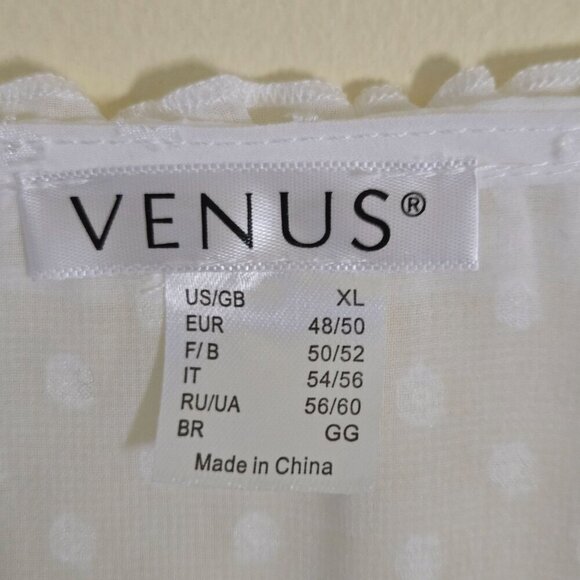 VENUS®
US/GB XL
EUR 48/50
F/B 50/52
IT 54/56
RU/UA 56/60
BR GG
Made in China